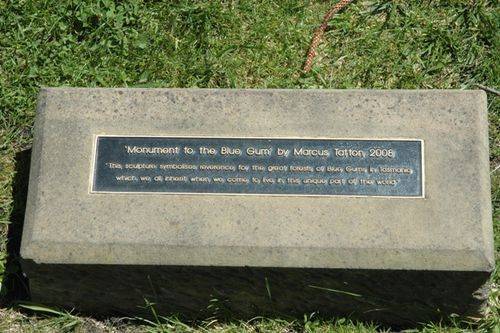 "Monument to the Blue Gum" by Marcus Tatton, 2008
"This sculpture symbolises reverence for the great forests of Blue Gums in Tasmania,
which we all inherit when we come to live in this unique part of the world"